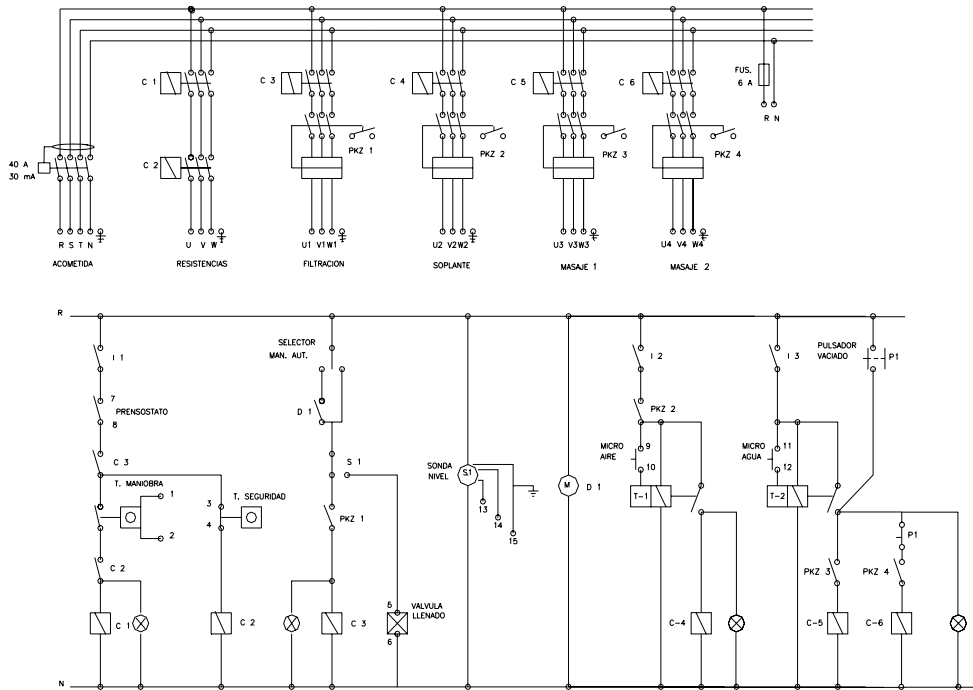 C 1
C 3
C 4
C 5
C 6
FUS.
6 A
R N
PKZ 1
PKZ 2
PKZ 3
PKZ 4
40 A
30 mA
C 2
R S T N
U V W
U1 V1 W1
U2 V2 W2
U3 V3 W3
U4 V4 W4
ACOMETIDA
RESISTENCIAS
FILTRACION
SOPLANTE
MASAJE 1
MASAJE 2
R
SELECTOR
MAN. AUT.
PULSADOR
VACIADO
P1
I 1
I 2
I 3
7
PRENSOSTATO
8
D 1
PKZ 2
C 3
S 1
MICRO
AIRE
9
10
MICRO
AGUA
11
12
SONDA
NIVEL
S1
M
D 1
T. MANIOBRA
1
2
3
T. SEGURIDAD
4
T-1
T-2
13
14
15
PKZ 1
P1
C 2
PKZ 3
PKZ 4
5
VALVULA
LLENADO
6
C 1
C 2
C 3
C-4
C-5
C-6
N